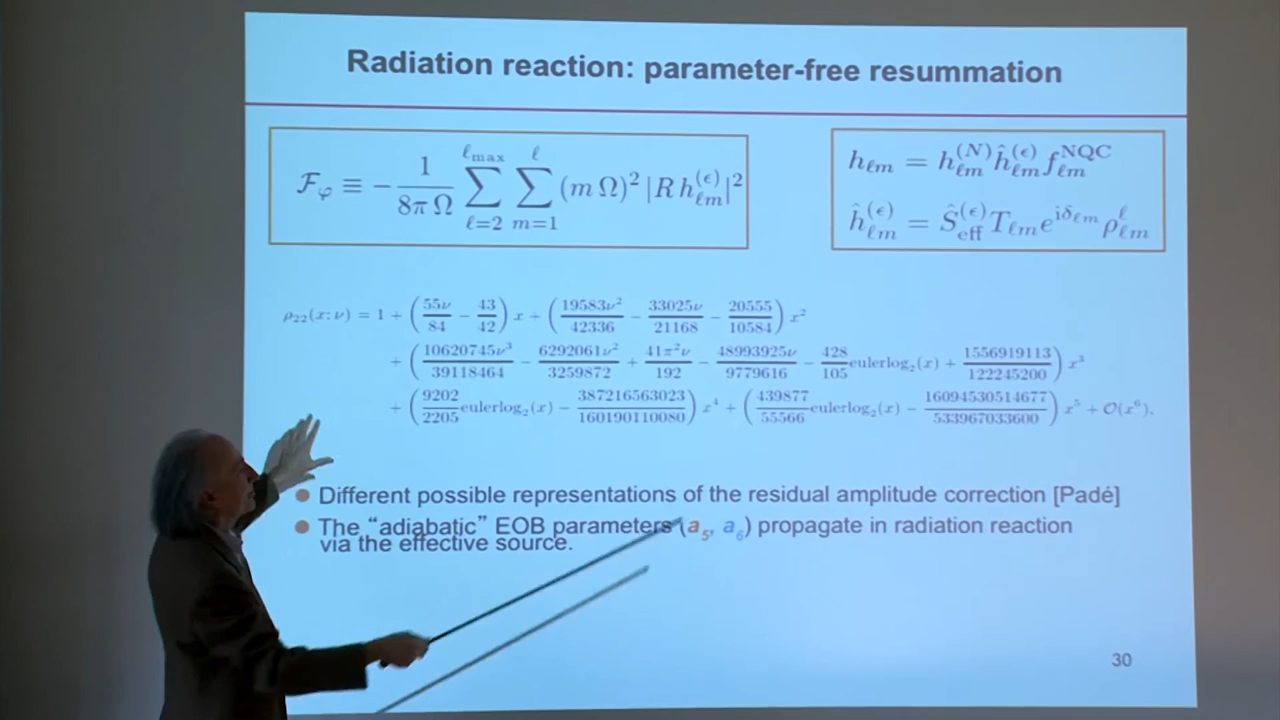 Radiation reaction: parameter-free resummation
ℱ_φ ≡ − 1/(8π Ω) ∑_{ℓ=2}^{ℓ_max} ∑_{m=1}^{ℓ} (m Ω)² |R h_{ℓm}^{(ϵ)}|²
h_{ℓm} = h_{ℓm}^{(N)} ĥ_{ℓm}^{(ϵ)} f_{ℓm}^{NQC}
ĥ_{ℓm}^{(ϵ)} = Ŝ_{eff}^{(ϵ)} T_{ℓm} e^{iδ_{ℓm}} ρ_{ℓm}^{ℓ}
ρ₂₂(x; ν) = 1 + (55ν/84 − 43/42) x + (19583ν²/42336 − 33025ν/21168 − 20555/10584) x²
+ (10620745ν³/39118464 − 6292061ν²/3259872 + 41π²ν/192 − 48993925ν/9779616 − 428/105 eulerlog₂(x) + 1556919113/122245200) x³
+ (9202/2205 eulerlog₂(x) − 387216563023/160190110080) x⁴ + (439877/55566 eulerlog₂(x) − 16094530514677/533967033600) x⁵ + 𝒪(x⁶).
● Different possible representations of the residual amplitude correction [Padé]
● The “adiabatic” EOB parameters (a₅, a₆) propagate in radiation reaction
via the effective source.
30